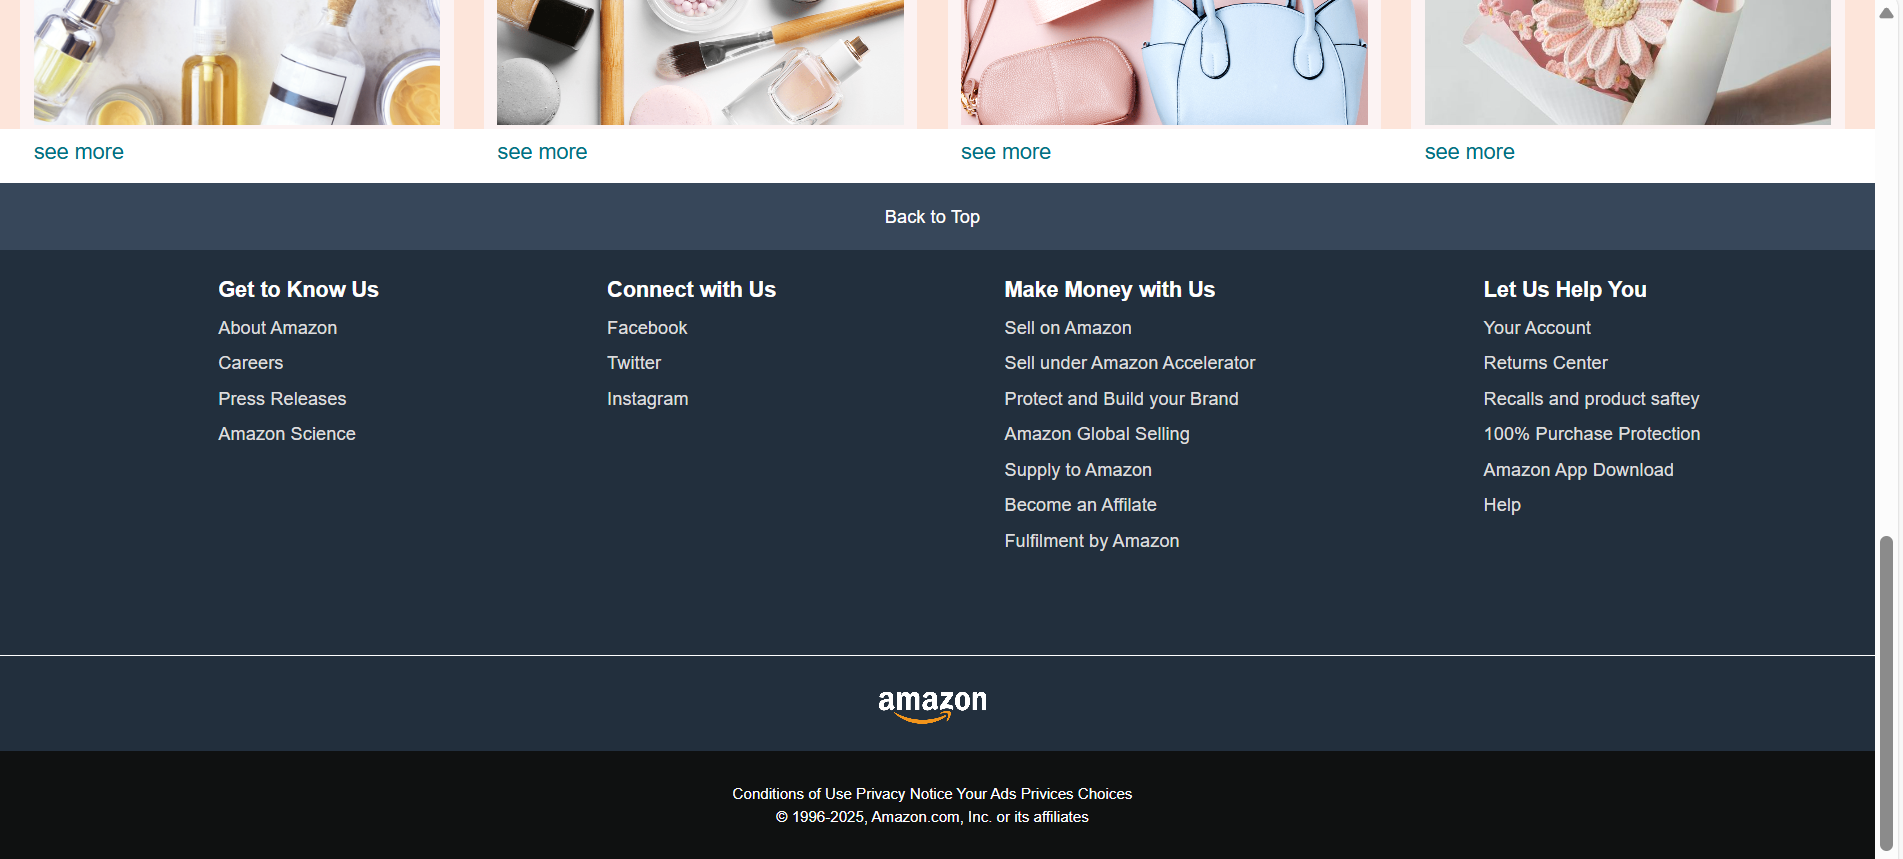 see more
see more
see more
see more
Back to Top
Get to Know Us
About Amazon
Careers
Press Releases
Amazon Science
Connect with Us
Facebook
Twitter
Instagram
Make Money with Us
Sell on Amazon
Sell under Amazon Accelerator
Protect and Build your Brand
Amazon Global Selling
Supply to Amazon
Become an Affilate
Fulfilment by Amazon
Let Us Help You
Your Account
Returns Center
Recalls and product saftey
100% Purchase Protection
Amazon App Download
Help
amazon
Conditions of Use Privacy Notice Your Ads Privices Choices
© 1996-2025, Amazon.com, Inc. or its affiliates